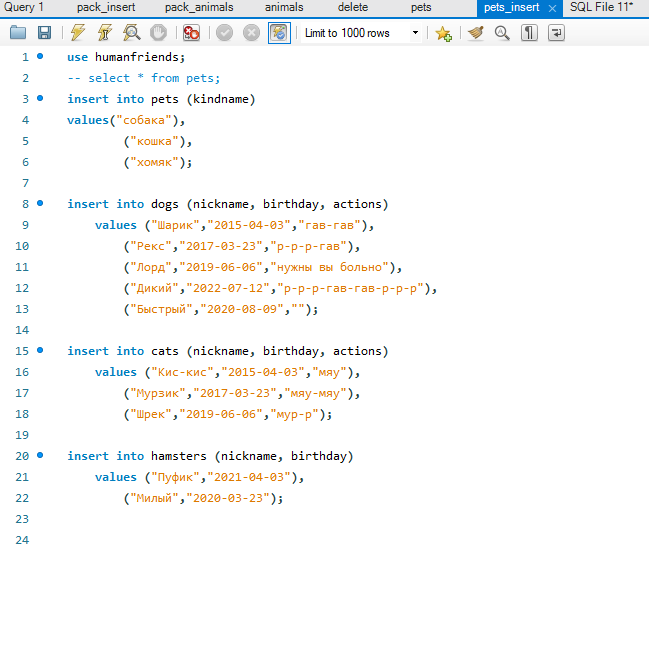 Query 1 pack_insert pack_animals animals delete pets pets_insert SQL File 11*
Limit to 1000 rows
1 use humanfriends;
2 -- select * from pets;
3 insert into pets (kindname)
4 values("собака"),
5 ("кошка"),
6 ("хомяк");
7
8 insert into dogs (nickname, birthday, actions)
9 values ("Шарик","2015-04-03","гав-гав"),
10 ("Рекс","2017-03-23","р-р-р-гав"),
11 ("Лорд","2019-06-06","нужны вы больно"),
12 ("Дикий","2022-07-12","р-р-р-гав-гав-р-р-р"),
13 ("Быстрый","2020-08-09","");
14
15 insert into cats (nickname, birthday, actions)
16 values ("Кис-кис","2015-04-03","мяу"),
17 ("Мурзик","2017-03-23","мяу-мяу"),
18 ("Шрек","2019-06-06","мур-р");
19
20 insert into hamsters (nickname, birthday)
21 values ("Пуфик","2021-04-03"),
22 ("Милый","2020-03-23");
23
24